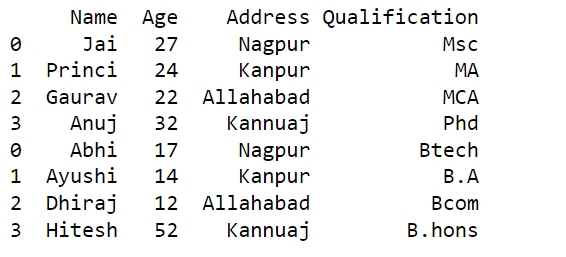 Name Age Address Qualification
0 Jai 27 Nagpur Msc
1 Princi 24 Kanpur MA
2 Gaurav 22 Allahabad MCA
3 Anuj 32 Kannuaj Phd
0 Abhi 17 Nagpur Btech
1 Ayushi 14 Kanpur B.A
2 Dhiraj 12 Allahabad Bcom
3 Hitesh 52 Kannuaj B.hons